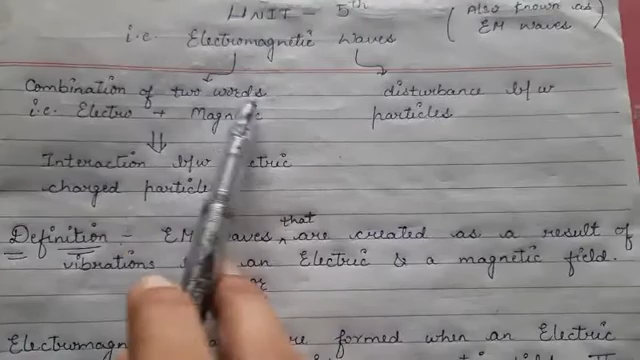 UNIT - 5th
(Also known as EM waves)
i.e. Electromagnetic Waves
Combination of two words
i.e. Electro + Magnetic
disturbance b/w
particles
Interaction b/w
charged particle
Definition - EM waves that are created as a result of
vibrations an Electric & a magnetic field.
or
are formed when an Electric